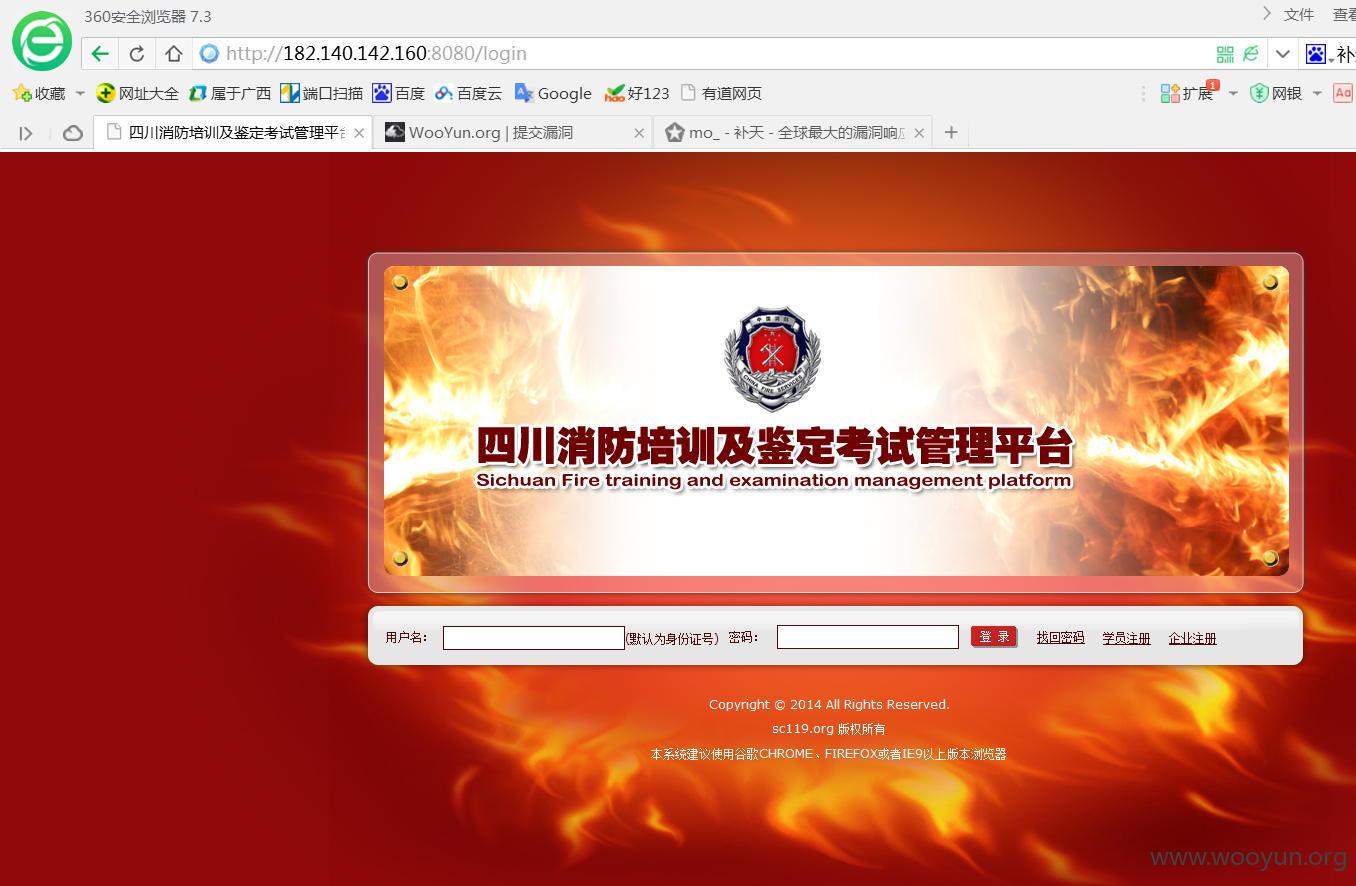 360安全浏览器 7.3
文件 查看
http://182.140.142.160:8080/login
补
收藏 网址大全 属于广西 端口扫描 百度 百度云 Google 好123 有道网页 扩展 1 网银 Aa
四川消防培训及鉴定考试管理平台 WooYun.org | 提交漏洞 mo_ - 补天 - 全球最大的漏洞响应
中国消防
CHINA FIRE SERVICES
四川消防培训及鉴定考试管理平台
Sichuan Fire training and examination management platform
用户名: (默认为身份证号) 密码: 登 录 找回密码 学员注册 企业注册
Copyright © 2014 All Rights Reserved.
sc119.org 版权所有
本系统建议使用谷歌CHROME、FIREFOX或者IE9以上版本浏览器
www.wooyun.org